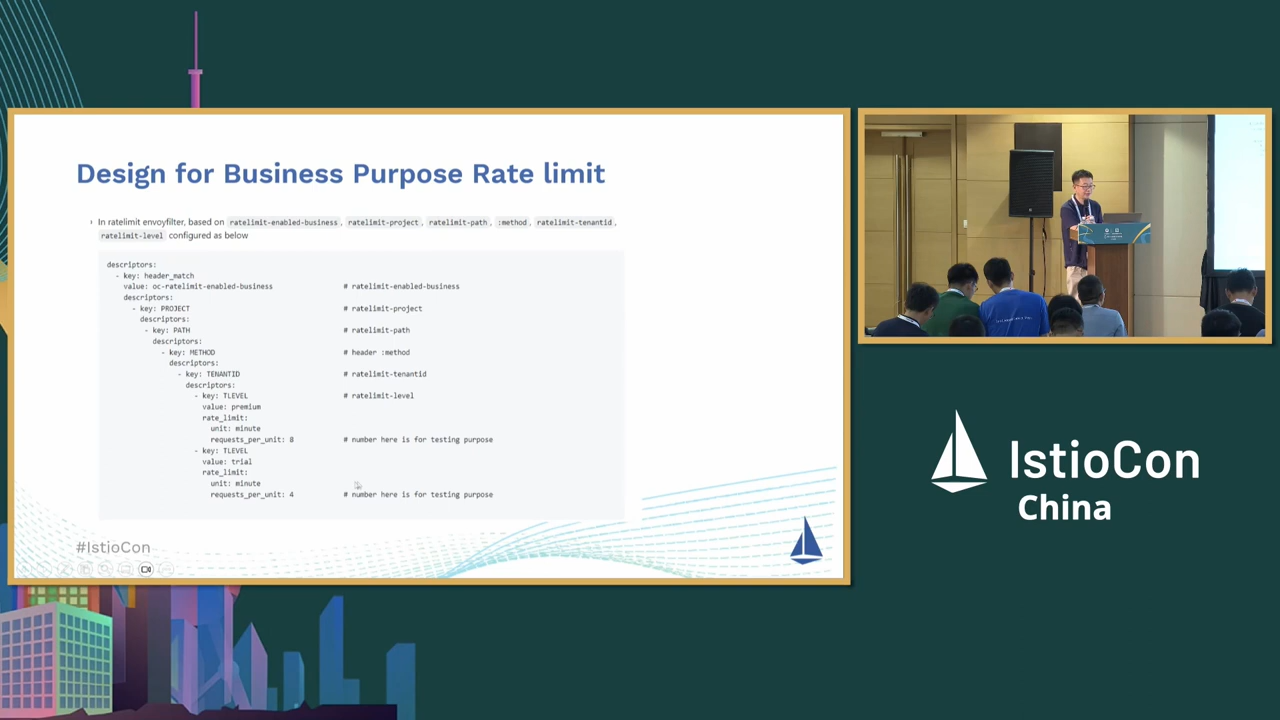 Design for Business Purpose Rate limit
In ratelimit envoyfilter, based on ratelimit-enabled-business, ratelimit-project, ratelimit-path, :method, ratelimit-tenantid,
ratelimit-level configured as below
descriptors:
- key: header_match
value: oc-ratelimit-enabled-business # ratelimit-enabled-business
descriptors:
- key: PROJECT # ratelimit-project
descriptors:
- key: PATH # ratelimit-path
descriptors:
- key: METHOD # header :method
descriptors:
- key: TENANTID # ratelimit-tenantid
descriptors:
- key: TLEVEL # ratelimit-level
value: premium
rate_limit:
unit: minute
requests_per_unit: 8 # number here is for testing purpose
- key: TLEVEL
value: trial
rate_limit:
unit: minute
requests_per_unit: 4 # number here is for testing purpose
#IstioCon
IstioCon
China